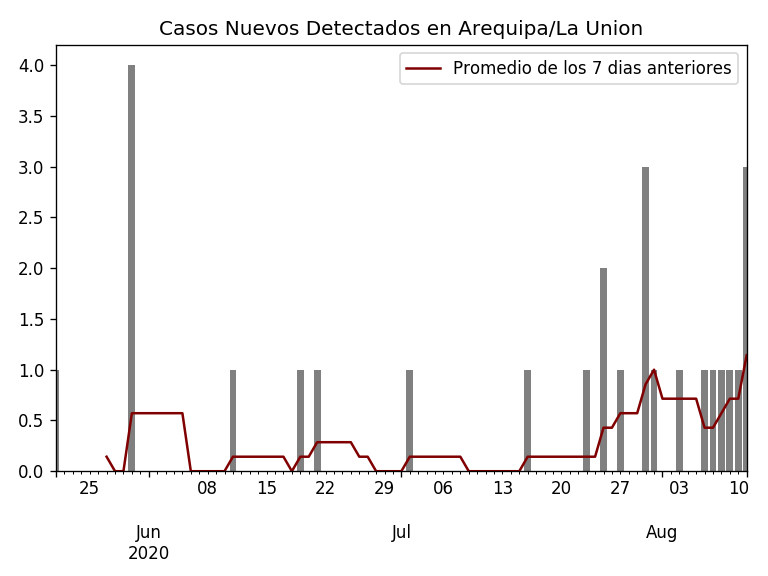 Casos Nuevos Detectados en Arequipa/La Union
Promedio de los 7 dias anteriores
4.0
3.5
3.0
2.5
2.0
1.5
1.0
0.5
0.0
25 08 15 22 29 06 13 20 27 03 10
Jun Jul Aug
2020